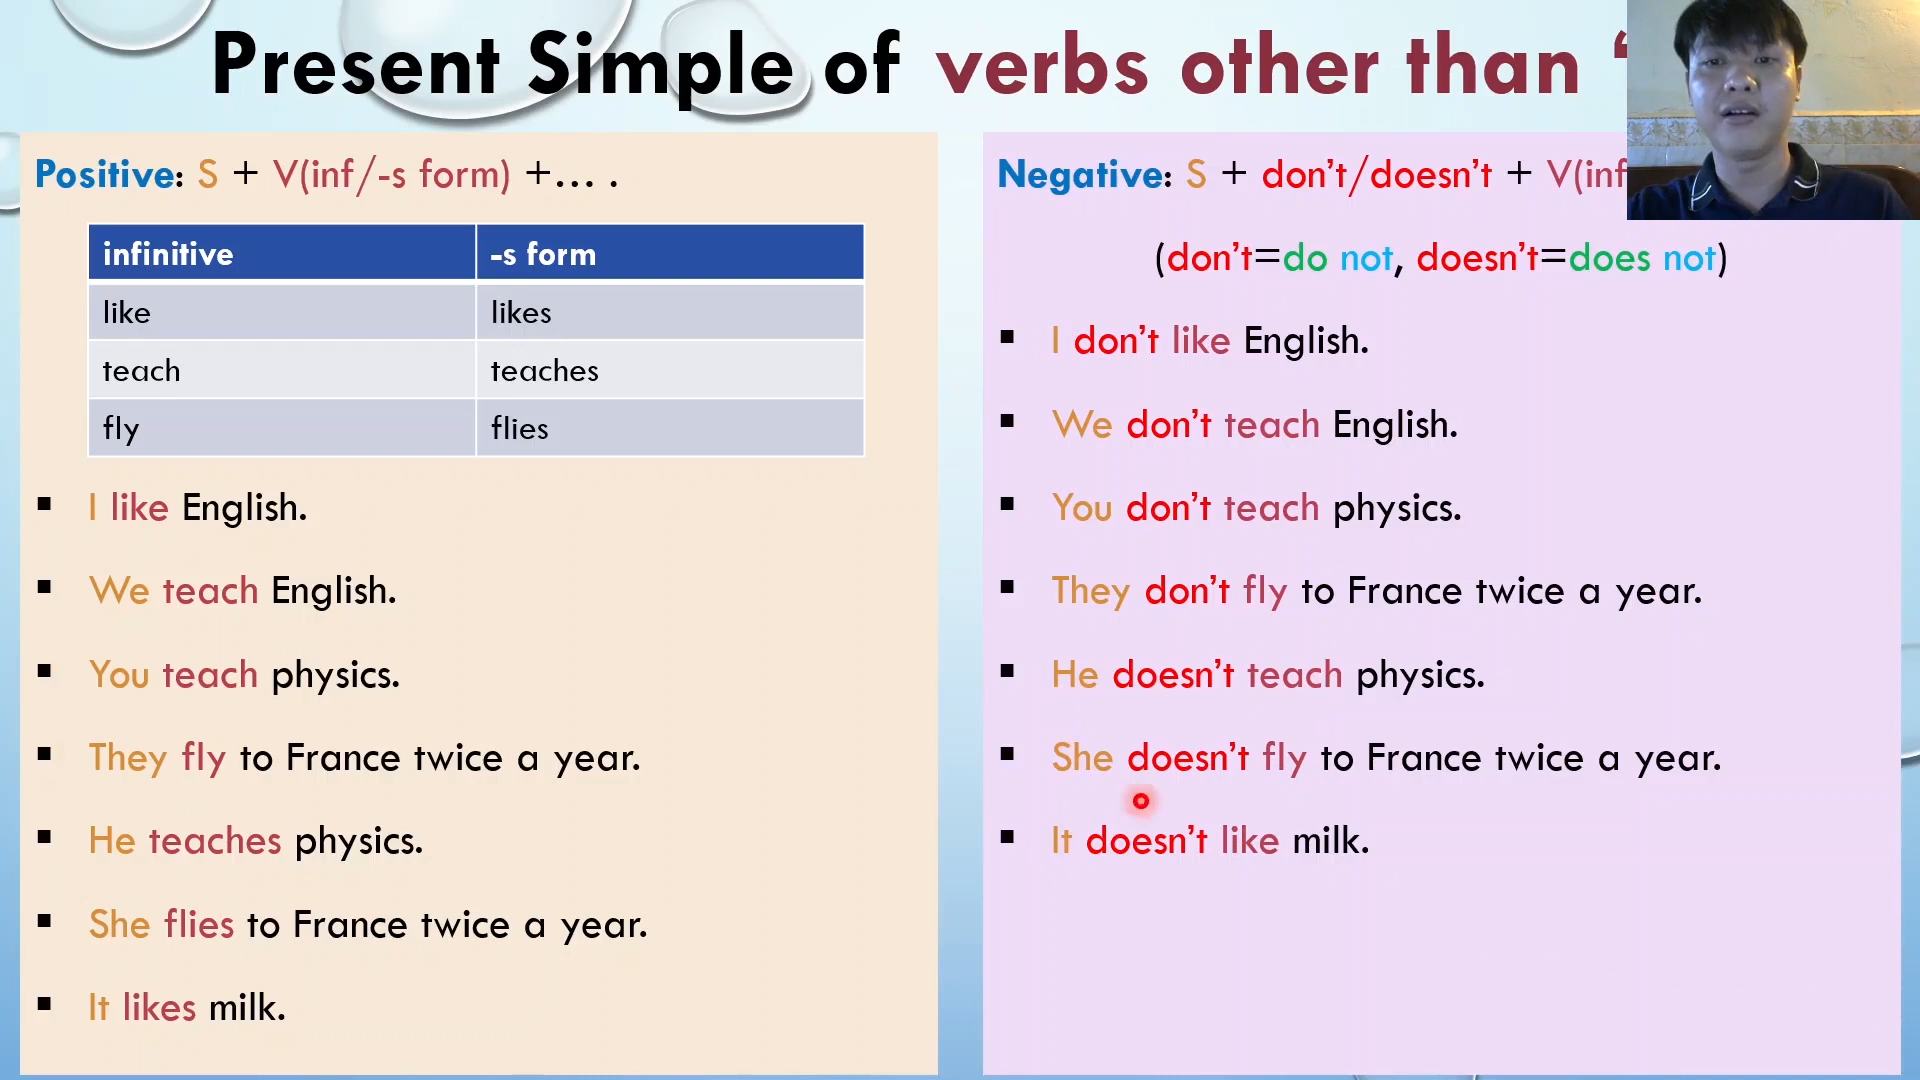 Present Simple of verbs other than ‘
Positive: S + V(inf/-s form) +... .
infinitive -s form
like likes
teach teaches
fly flies
▪ I like English.
▪ We teach English.
▪ You teach physics.
▪ They fly to France twice a year.
▪ He teaches physics.
▪ She flies to France twice a year.
▪ It likes milk.
Negative: S + don’t/doesn’t + V(inf
(don’t=do not, doesn’t=does not)
▪ I don’t like English.
▪ We don’t teach English.
▪ You don’t teach physics.
▪ They don’t fly to France twice a year.
▪ He doesn’t teach physics.
▪ She doesn’t fly to France twice a year.
▪ It doesn’t like milk.